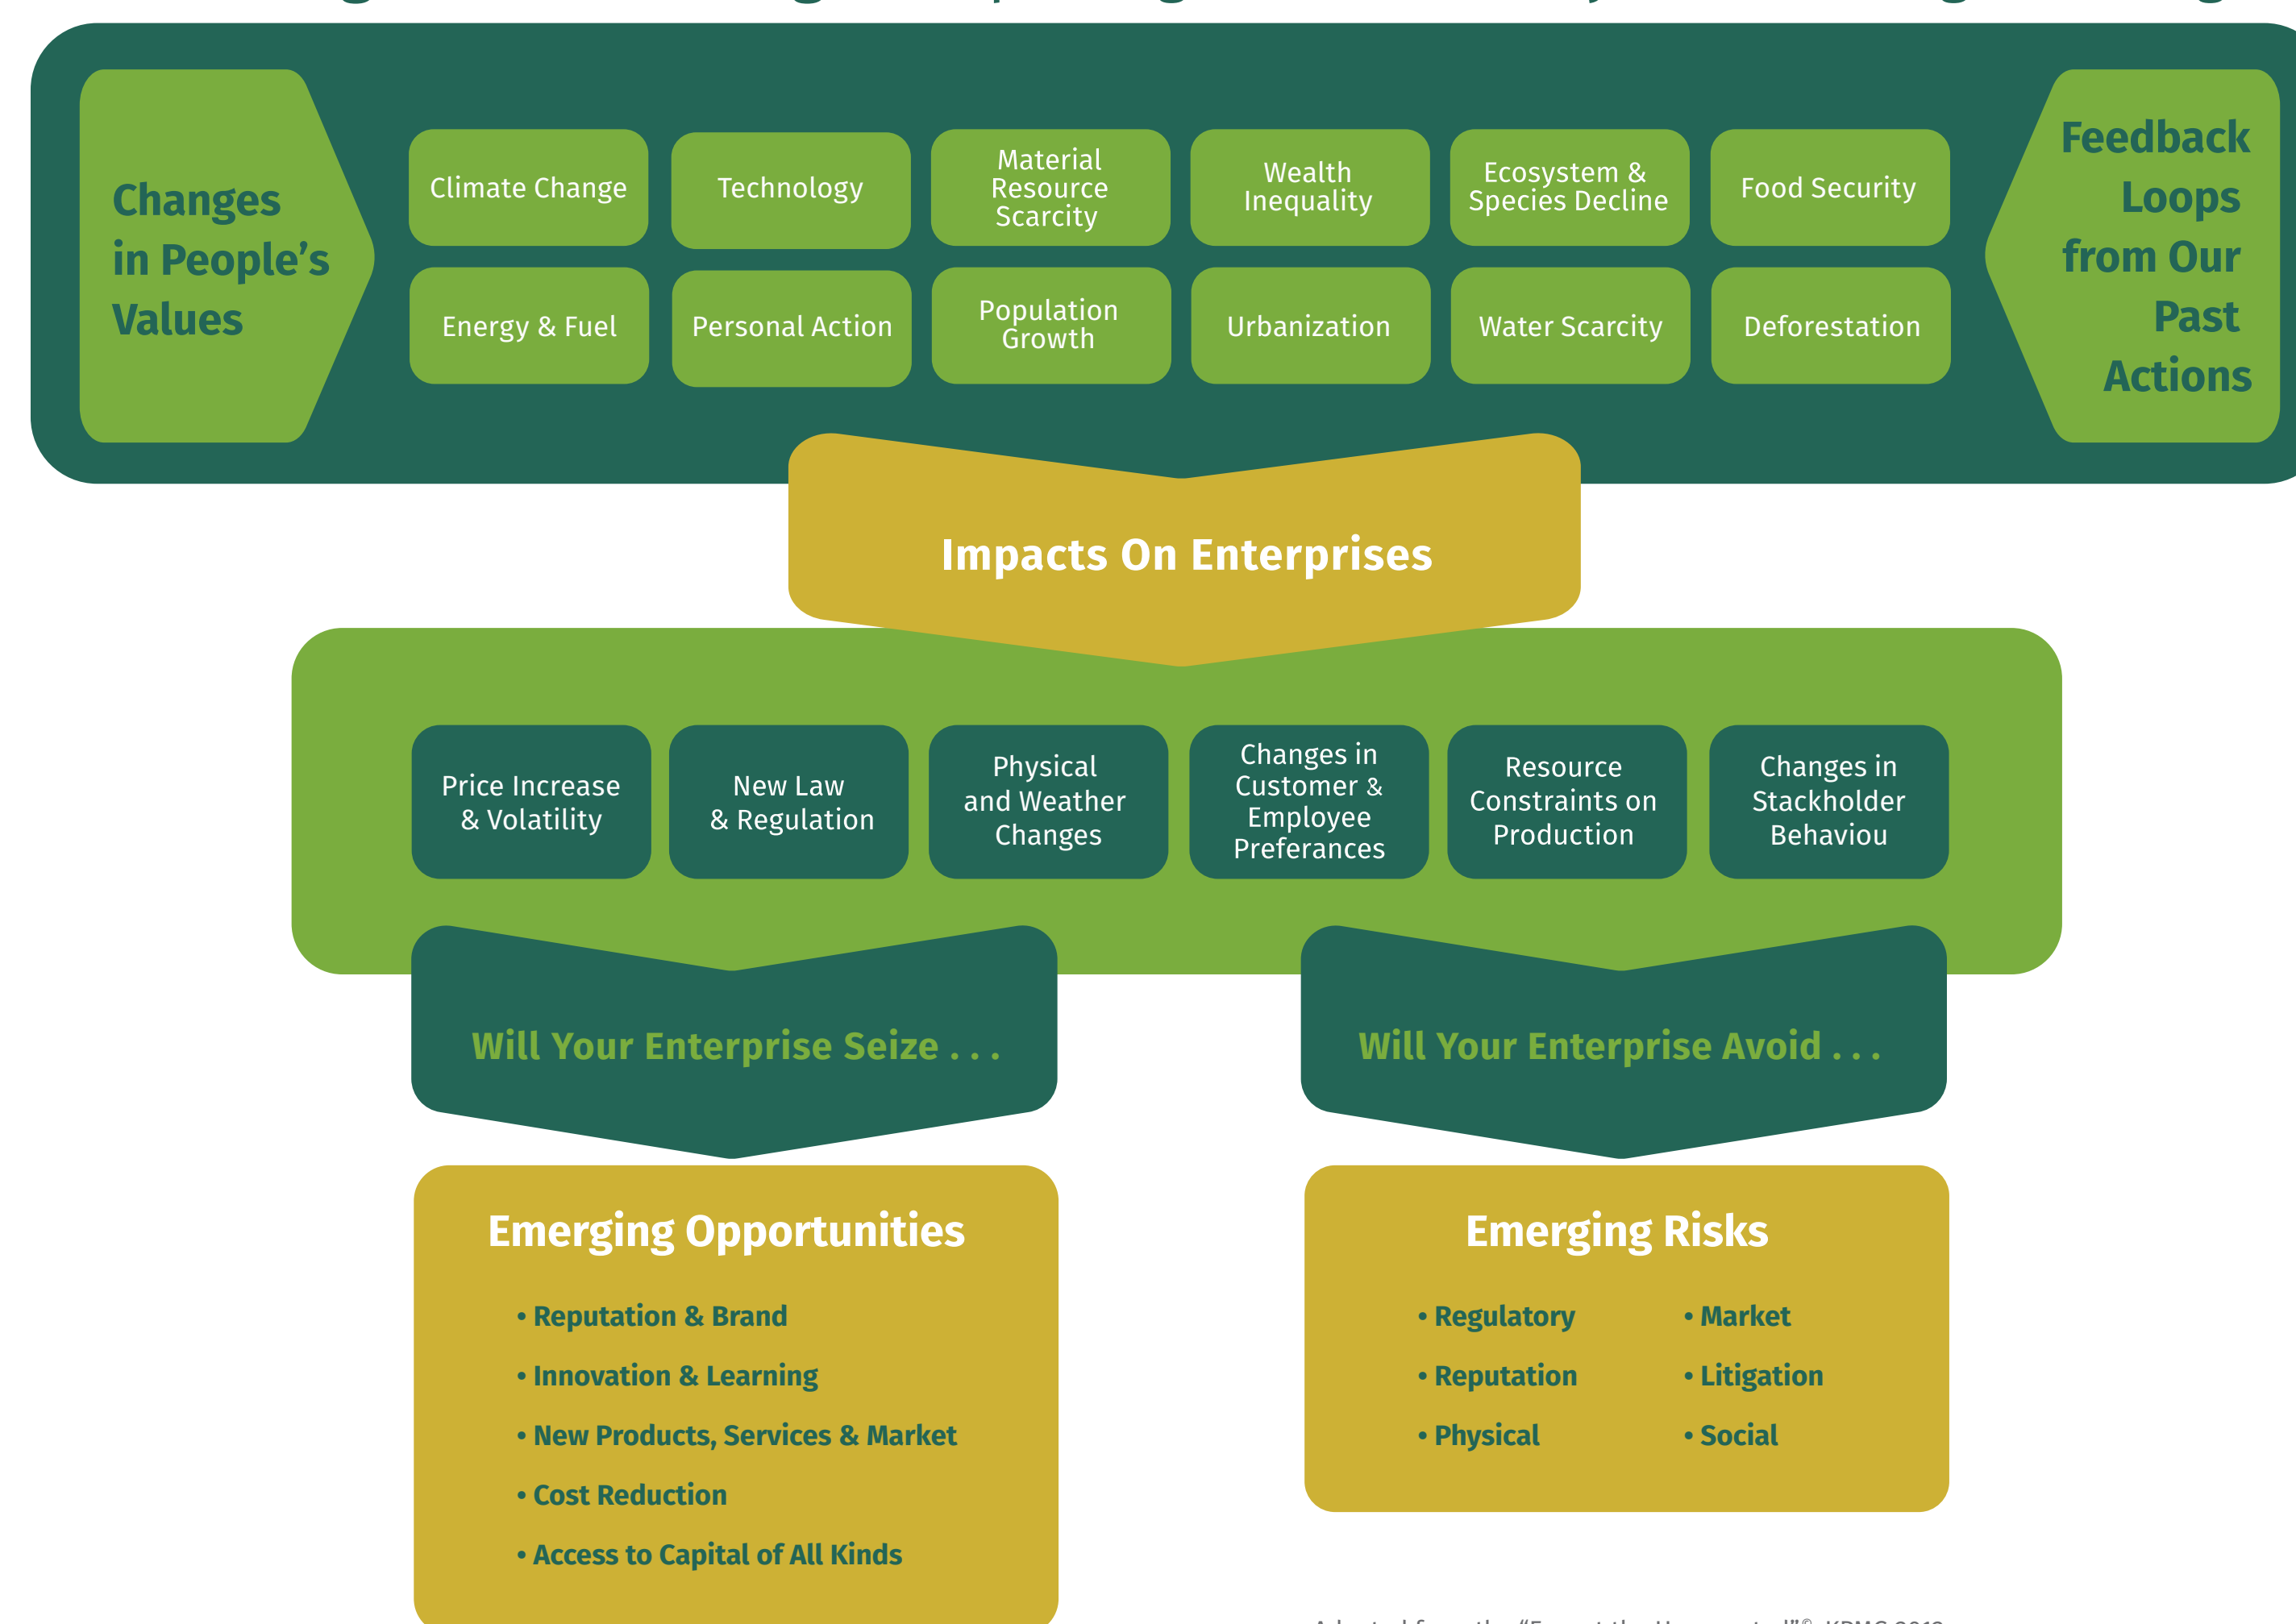 Changes
in People’s
Values
Climate Change
Technology
Material
Resource
Scarcity
Wealth
Inequality
Ecosystem &
Species Decline
Food Security
Energy & Fuel
Personal Action
Population
Growth
Urbanization
Water Scarcity
Deforestation
Feedback
Loops
from Our
Past
Actions
Impacts On Enterprises
Price Increase
& Volatility
New Law
& Regulation
Physical
and Weather
Changes
Changes in
Customer &
Employee
Preferances
Resource
Constraints on
Production
Changes in
Stackholder
Behaviou
Will Your Enterprise Seize . . .
Will Your Enterprise Avoid . . .
Emerging Opportunities
• Reputation & Brand
• Innovation & Learning
• New Products, Services & Market
• Cost Reduction
• Access to Capital of All Kinds
Emerging Risks
• Regulatory
• Reputation
• Physical
• Market
• Litigation
• Social